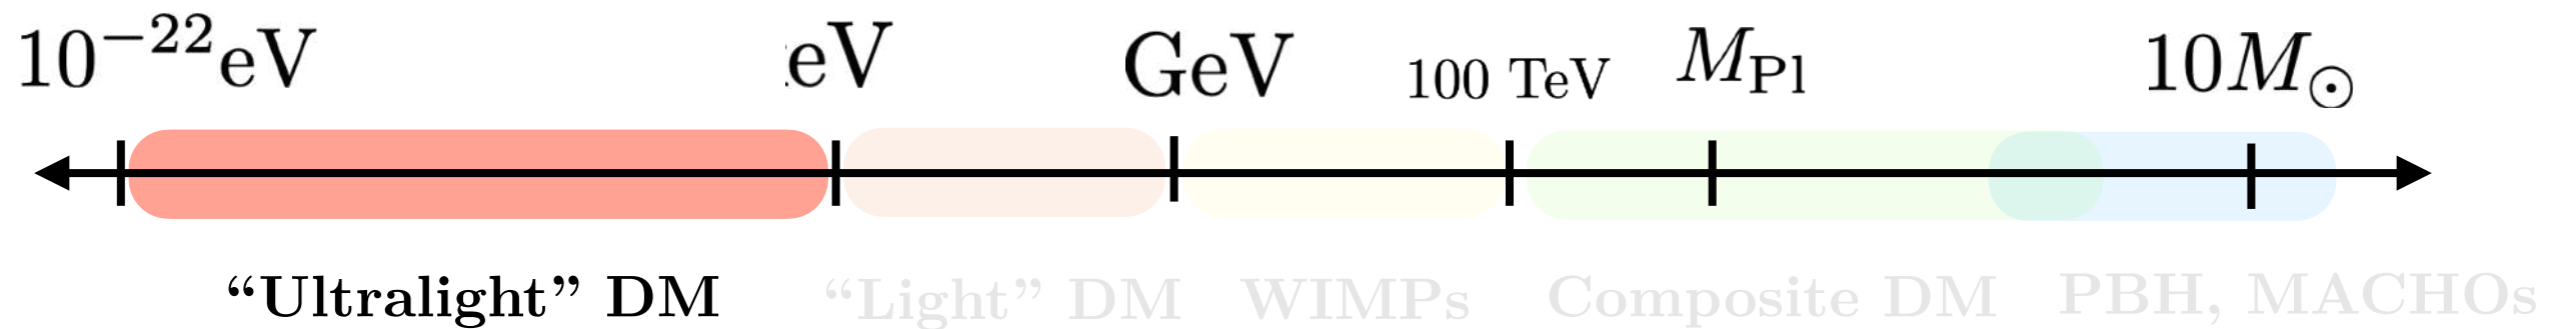 10⁻²²eV eV GeV 100 TeV M_Pl 10M_⊙
“Ultralight” DM “Light” DM WIMPs Composite DM PBH, MACHOs